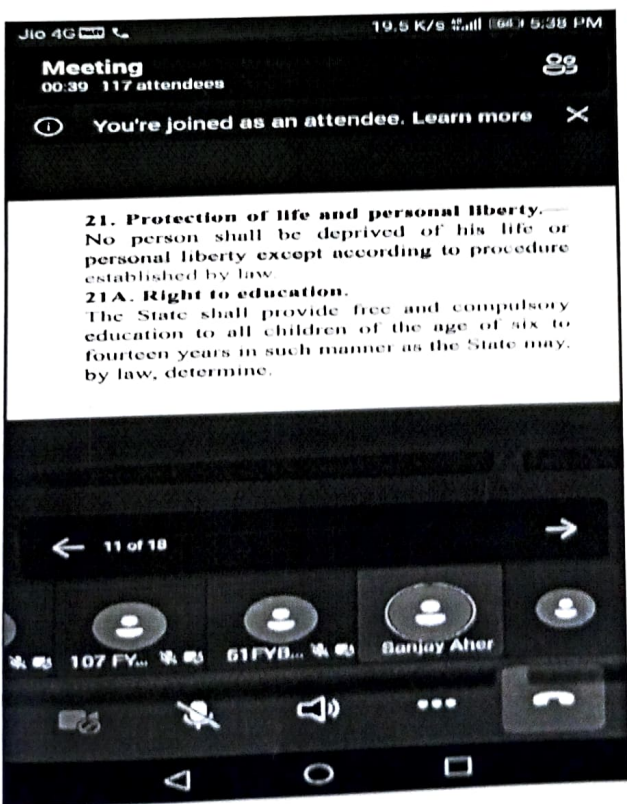 Jio 4G VoLTE 19.5 K/s 4G 64 5:38 PM
Meeting
00:39 117 attendees
You're joined as an attendee. Learn more
21. Protection of life and personal liberty.—
No person shall be deprived of his life or
personal liberty except according to procedure
established by law.
21A. Right to education.
The State shall provide free and compulsory
education to all children of the age of six to
fourteen years in such manner as the State may,
by law, determine.
11 of 18
107 FY... 61FYB... Sanjay Aher